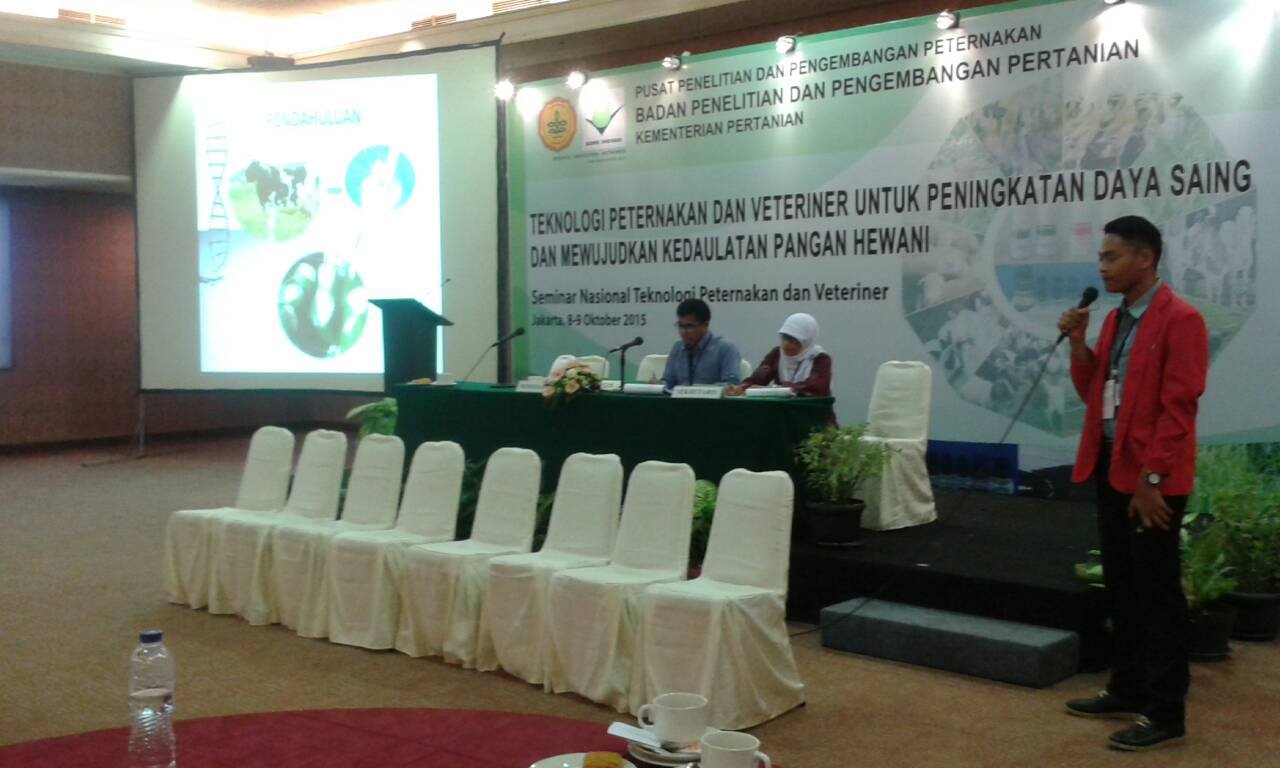 PENDAHULUAN
PUSAT PENELITIAN DAN PENGEMBANGAN PETERNAKAN
BADAN PENELITIAN DAN PENGEMBANGAN PERTANIAN
KEMENTERIAN PERTANIAN
TEKNOLOGI PETERNAKAN DAN VETERINER UNTUK PENINGKATAN DAYA SAING
DAN MEWUJUDKAN KEDAULATAN PANGAN HEWANI
Seminar Nasional Teknologi Peternakan dan Veteriner
Jakarta, 8-9 Oktober 2015